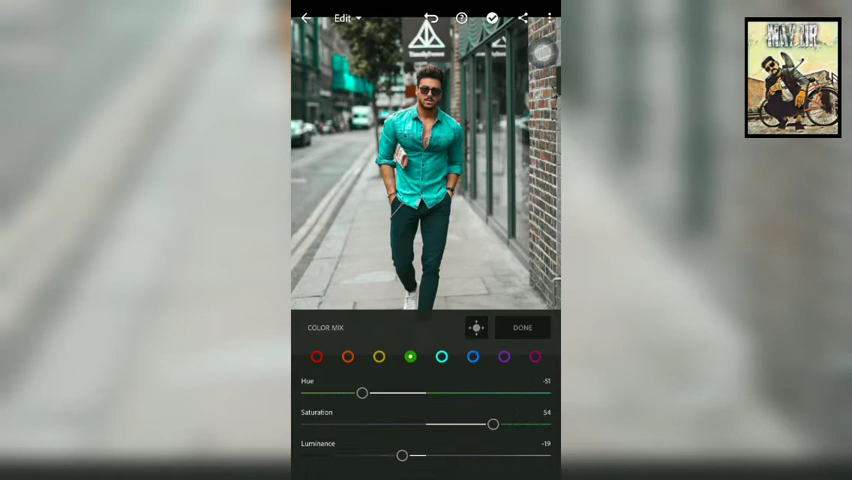 Edit
COLOR MIX
DONE
Hue
-51
Saturation
54
Luminance
-19